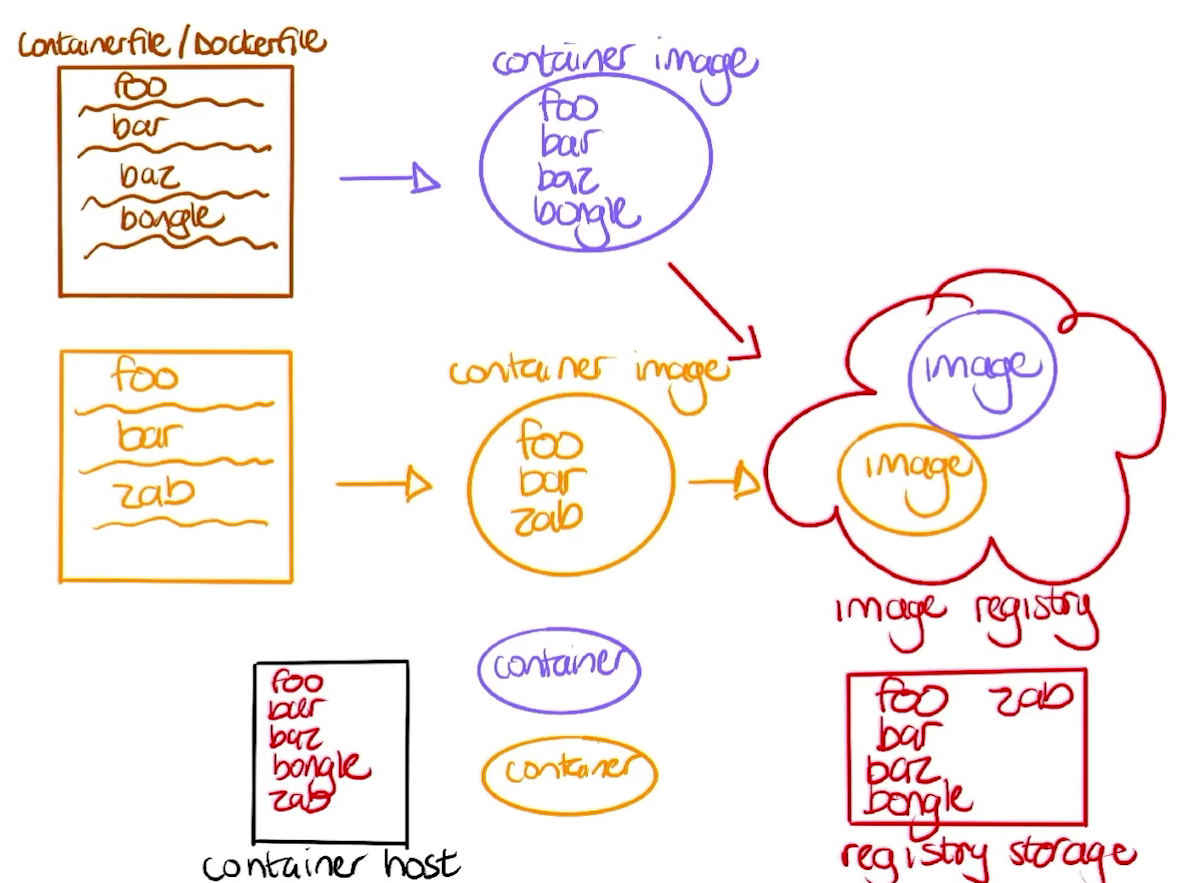 Containerfile/Dockerfile
foo
bar
baz
bongle
container image
foo
bar
baz
bongle
foo
bar
zab
container image
foo
bar
zab
image
image
image registry
foo
bar
baz
bongle
zab
container host
container
container
foo zab
bar
baz
bongle
registry storage